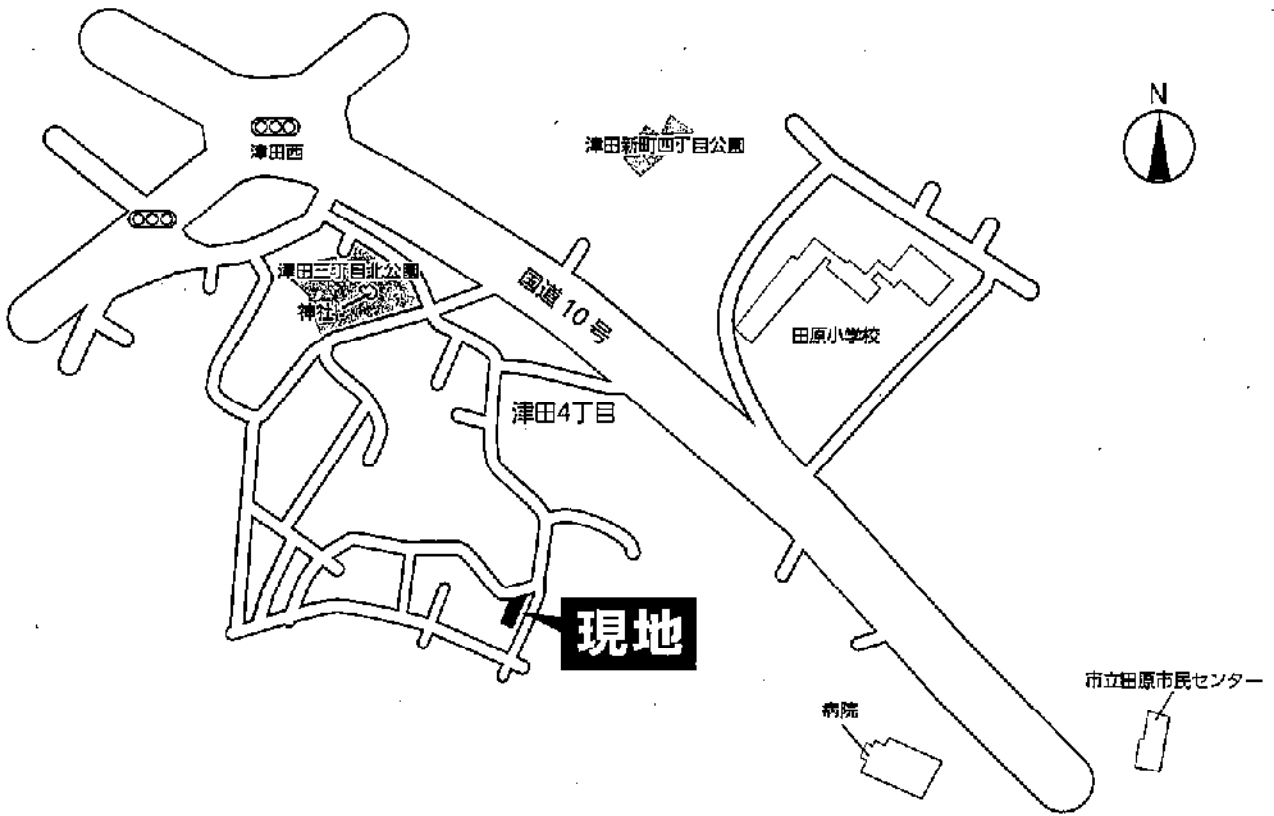 N
津田西
津田新町四丁目公園
津田三丁目北公園
神社
国道10号
田原小学校
津田4丁目
現地
市立田原市民センター
病院